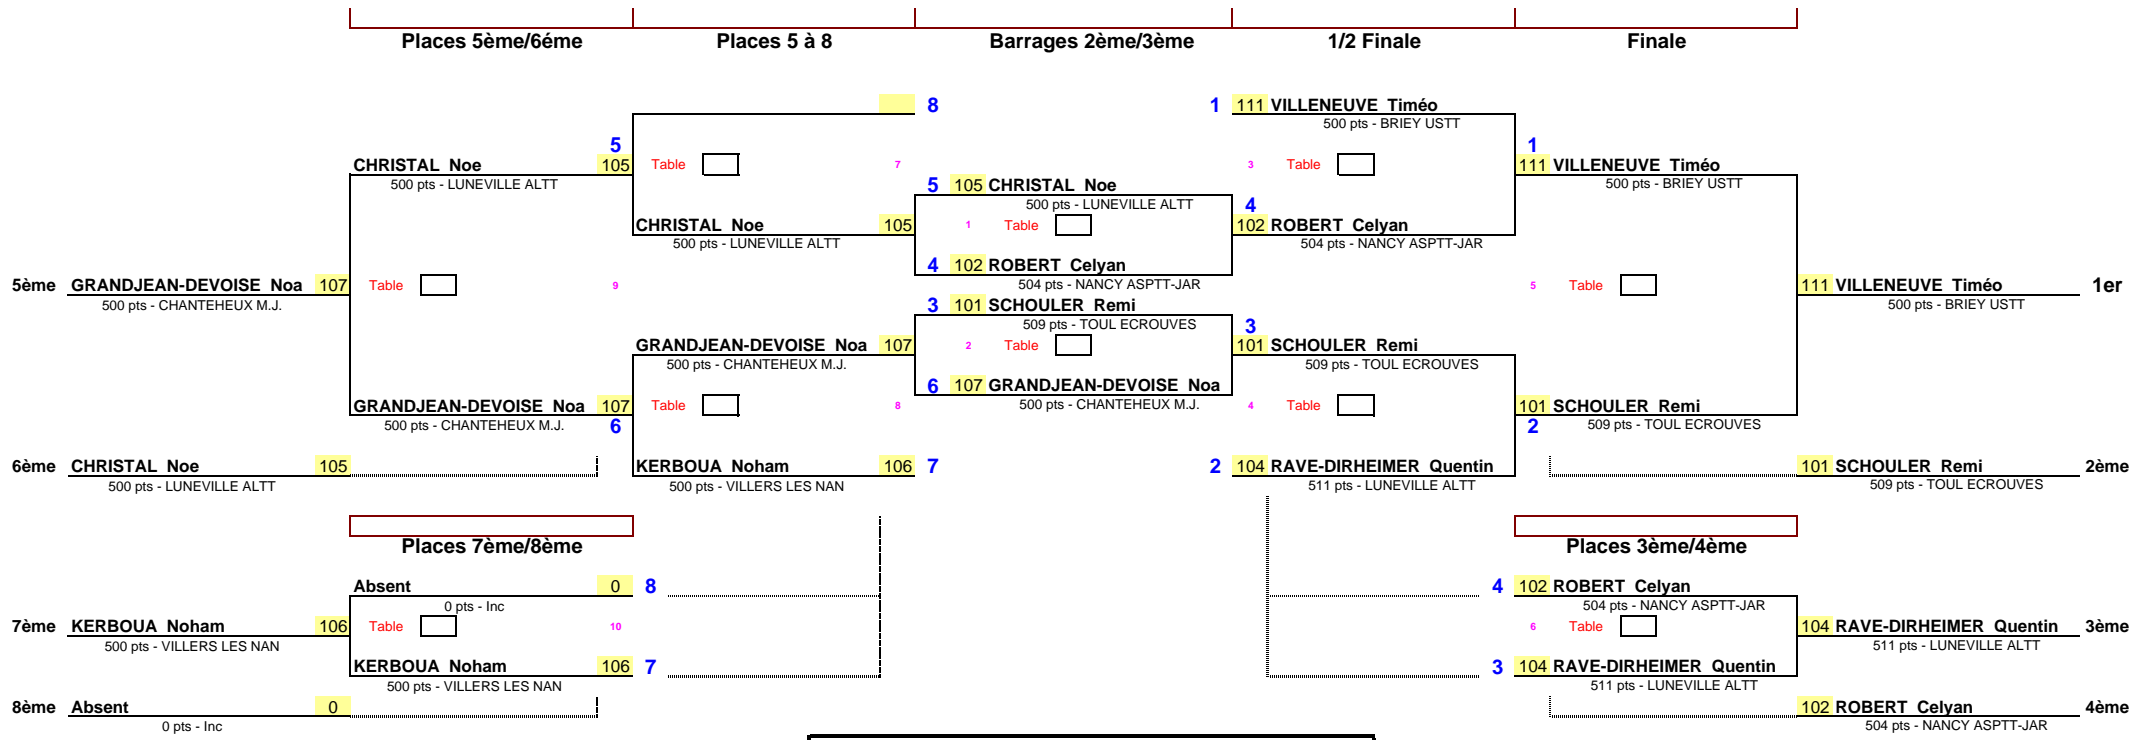 Places 5ème/6éme Places 5 à 8 Barrages 2ème/3ème 1/2 Finale Finale
8 1 111 VILLENEUVE Timéo
500 pts - BRIEY USTT
5 1
CHRISTAL Noe 105 Table 7 3 Table 111 VILLENEUVE Timéo
500 pts - LUNEVILLE ALTT 5 105 CHRISTAL Noe 500 pts - BRIEY USTT
500 pts - LUNEVILLE ALTT 4
CHRISTAL Noe 105 1 Table 102 ROBERT Celyan
500 pts - LUNEVILLE ALTT 504 pts - NANCY ASPTT-JAR
4 102 ROBERT Celyan
5ème GRANDJEAN-DEVOISE Noa 107 Table 9 504 pts - NANCY ASPTT-JAR 5 Table 111 VILLENEUVE Timéo 1er
500 pts - CHANTEHEUX M.J. 3 101 SCHOULER Remi 500 pts - BRIEY USTT
509 pts - TOUL ECROUVES 3
GRANDJEAN-DEVOISE Noa 107 2 Table 101 SCHOULER Remi
500 pts - CHANTEHEUX M.J. 509 pts - TOUL ECROUVES
6 107 GRANDJEAN-DEVOISE Noa
GRANDJEAN-DEVOISE Noa 107 Table 8 500 pts - CHANTEHEUX M.J. 4 Table 101 SCHOULER Remi
500 pts - CHANTEHEUX M.J. 6 2 509 pts - TOUL ECROUVES
6ème CHRISTAL Noe 105 KERBOUA Noham 106 7 2 104 RAVE-DIRHEIMER Quentin 101 SCHOULER Remi 2ème
500 pts - LUNEVILLE ALTT 500 pts - VILLERS LES NAN 511 pts - LUNEVILLE ALTT 509 pts - TOUL ECROUVES
Places 7ème/8ème Places 3ème/4ème
Absent 0 8 4 102 ROBERT Celyan
0 pts - Inc 504 pts - NANCY ASPTT-JAR
7ème KERBOUA Noham 106 Table 10 6 Table 104 RAVE-DIRHEIMER Quentin 3ème
500 pts - VILLERS LES NAN 511 pts - LUNEVILLE ALTT
KERBOUA Noham 106 7 3 104 RAVE-DIRHEIMER Quentin
500 pts - VILLERS LES NAN 511 pts - LUNEVILLE ALTT
8ème Absent 0 102 ROBERT Celyan 4ème
0 pts - Inc 504 pts - NANCY ASPTT-JAR